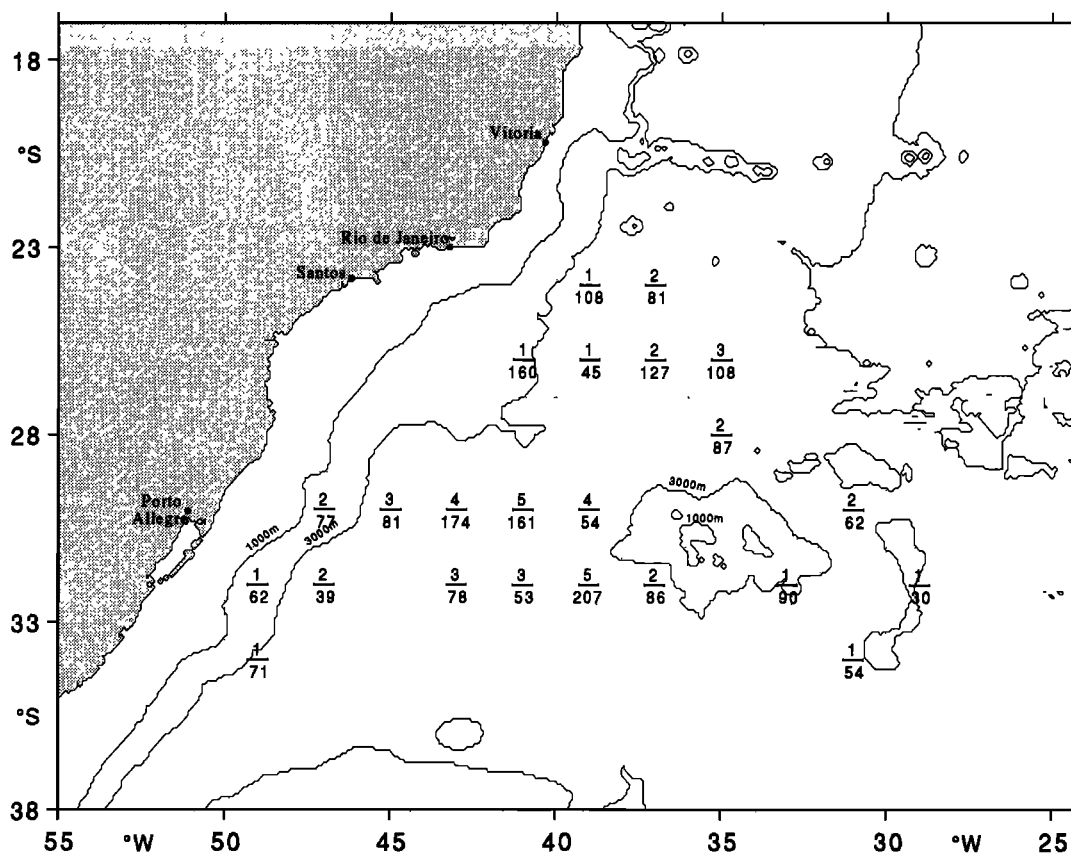 18
Vitoria
°S
Rio de Janeiro
23
Santos
1 2
108 81
1 1 2 3
160 45 127 108
28
2
87
3000m
Porto
Allegro
2 3 4 5 4
77 81 174 161 54
1000m
2
62
1000m
3000m
1 2 3 3 5 2 1 1
62 39 78 53 207 86 90 30
33
1 1
71 54
°S
38
55 °W 50 45 40 35 30 °W 25